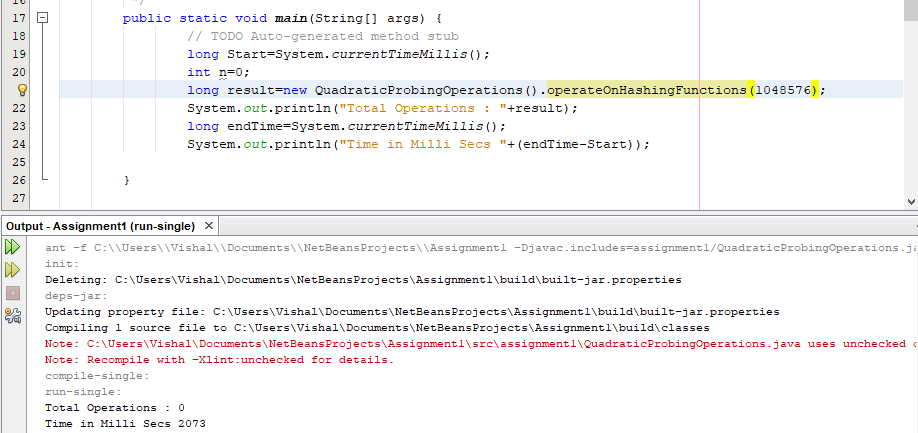 16 */
17 public static void main(String[] args) {
18 // TODO Auto-generated method stub
19 long Start=System.currentTimeMillis();
20 int n=0;
long result=new QuadraticProbingOperations().operateOnHashingFunctions(1048576);
22 System.out.println("Total Operations : "+result);
23 long endTime=System.currentTimeMillis();
24 System.out.println("Time in Milli Secs "+(endTime-Start));
25
26 }
27
Output - Assignment1 (run-single) ×
ant -f C:\\Users\\Vishal\\Documents\\NetBeansProjects\\Assignment1 -Djavac.includes=assignment1/QuadraticProbingOperations.ja
init:
Deleting: C:\Users\Vishal\Documents\NetBeansProjects\Assignment1\build\built-jar.properties
deps-jar:
Updating property file: C:\Users\Vishal\Documents\NetBeansProjects\Assignment1\build\built-jar.properties
Compiling 1 source file to C:\Users\Vishal\Documents\NetBeansProjects\Assignment1\build\classes
Note: C:\Users\Vishal\Documents\NetBeansProjects\Assignment1\src\assignment1\QuadraticProbingOperations.java uses unchecked
Note: Recompile with -Xlint:unchecked for details.
compile-single:
run-single:
Total Operations : 0
Time in Milli Secs 2073